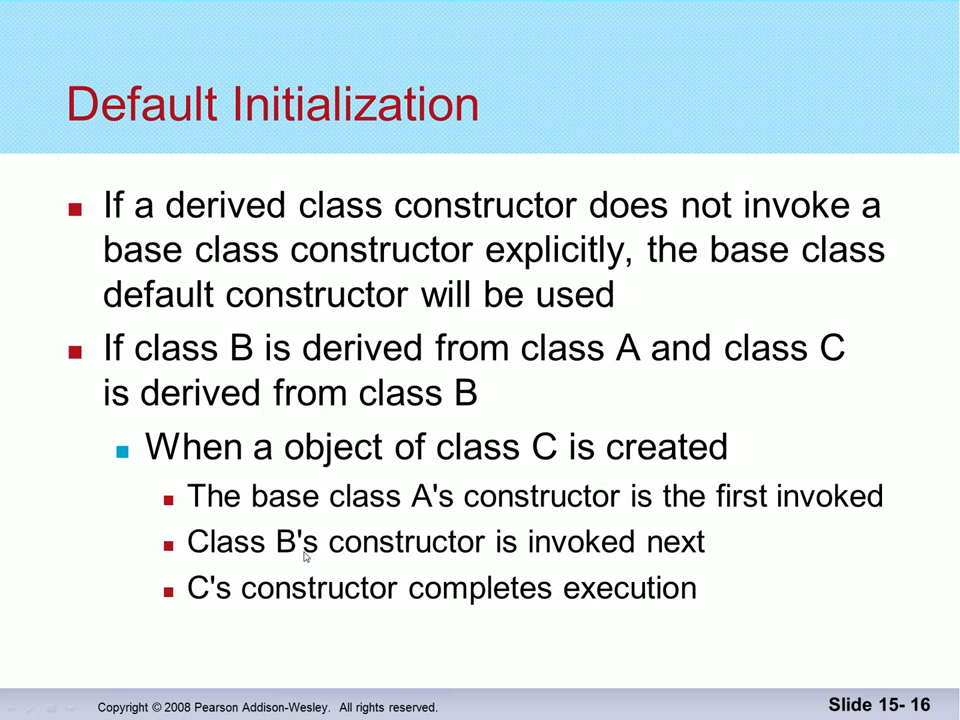 Default Initialization
If a derived class constructor does not invoke a
base class constructor explicitly, the base class
default constructor will be used
If class B is derived from class A and class C
is derived from class B
When a object of class C is created
The base class A's constructor is the first invoked
Class B's constructor is invoked next
C's constructor completes execution
Copyright © 2008 Pearson Addison-Wesley. All rights reserved.
Slide 15- 16